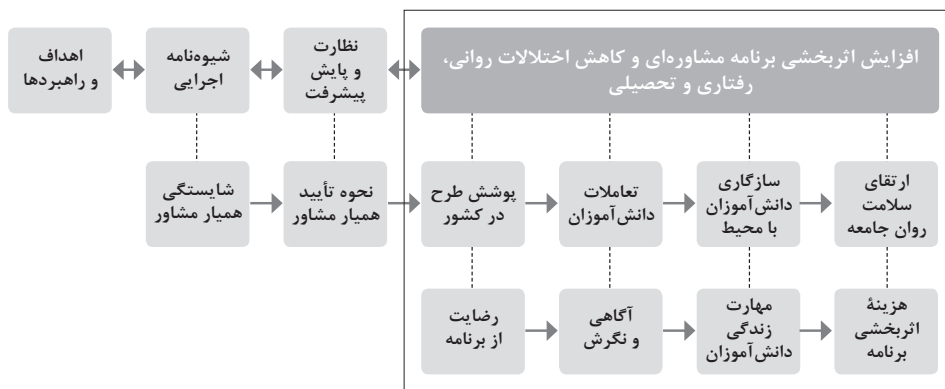 افزایش اثربخشی برنامه مشاوره‌ای و کاهش اختلالات روانی،
رفتاری و تحصیلی
نظارت
و پایش
پیشرفت
شیوه‌نامه
اجرایی
اهداف
و راهبردها
ارتقای
سلامت
روان جامعه
سازگاری
دانش‌آموزان
با محیط
تعاملات
دانش‌آموزان
پوشش طرح
در کشور
نحوه تأیید
همیار مشاور
شایستگی
همیار مشاور
هزینهٔ
اثربخشی
برنامه
مهارت
زندگی
دانش‌آموزان
آگاهی
و نگرش
رضایت
از برنامه